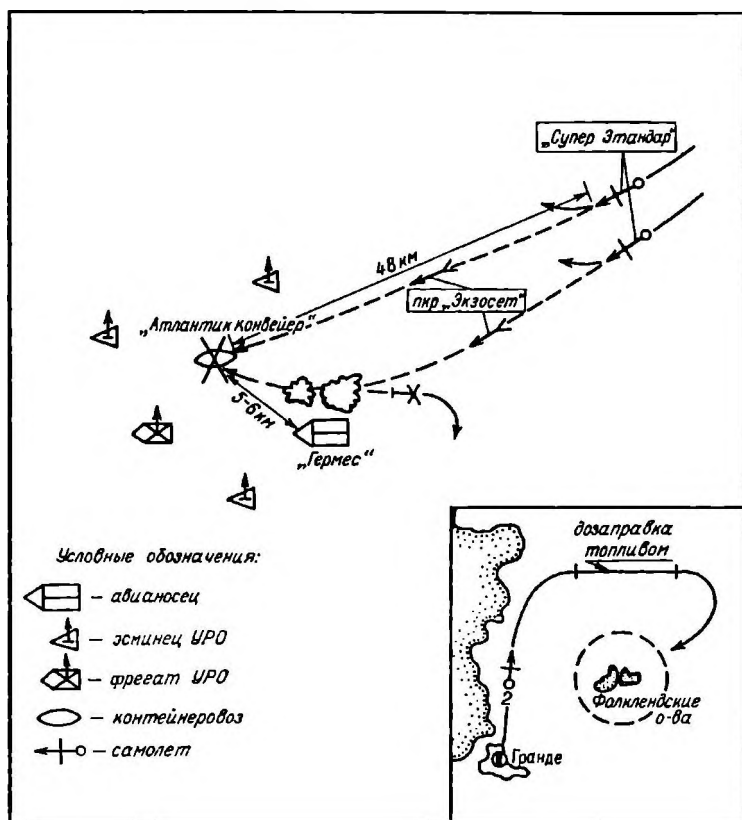 „Супер Этандар"
48 км
пкр „Экзосет"
„Атлантик конвейер"
5-6 км
„Гермес"
Условные обозначения:
– авианосец
– эсминец УРО
– фрегат УРО
– контейнеровоз
– самолет
дозаправка
топливом
2
Фолклендские
о-ва
Гранде